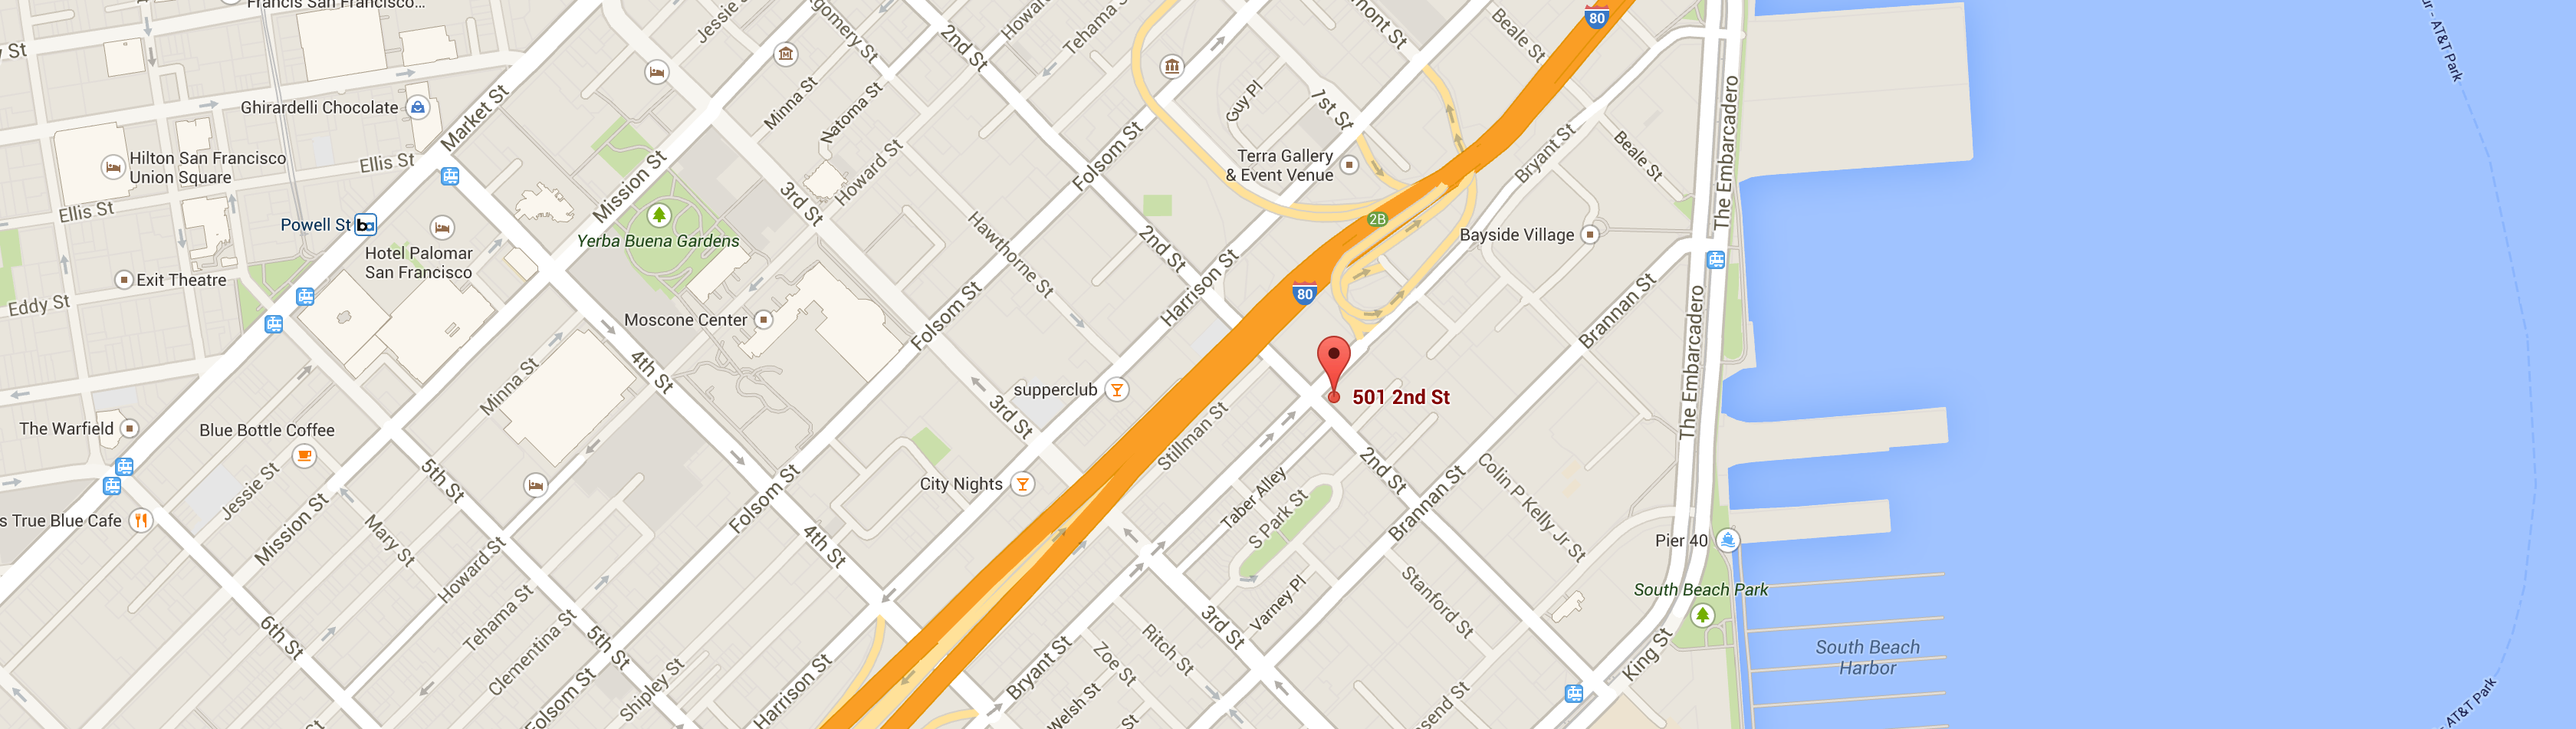 Francis San Francisco...
Jessie St
Howard
Tehama S
2nd St
Beale St
80
Ghirardelli Chocolate
Market St
Minna St
Natoma St
Guy Pl
1st St
The Embarcadero
Hilton San Francisco
Union Square
Ellis St
Mission St
Howard St
Folsom St
Terra Gallery
& Event Venue
Bryant St
Beale St
Ellis St
3rd St
2B
Powell St
ba
Yerba Buena Gardens
Hawthorne St
2nd St
Bayside Village
Hotel Palomar
San Francisco
Exit Theatre
Harrison St
80
Eddy St
Moscone Center
Folsom St
Brannan St
The Embarcadero
Minna St
4th St
supperclub
3rd St
501 2nd St
The Warfield
Blue Bottle Coffee
Stillman St
Jessie St
5th St
City Nights
Taber Alley
2nd St
Colin P Kelly Jr St
s True Blue Cafe
Mission St
Mary St
Folsom St
4th St
S Park St
Brannan St
Pier 40
Howard St
Tehama St
Clementina St
Varney Pl
Stanford St
South Beach Park
6th St
5th St
3rd St
Ritch St
Zoe St
King St
South Beach
Harbor
Folsom St
Shipley St
Harrison St
Bryant St
Welsh St
St
St
- AT&T Park
- AT&T Park